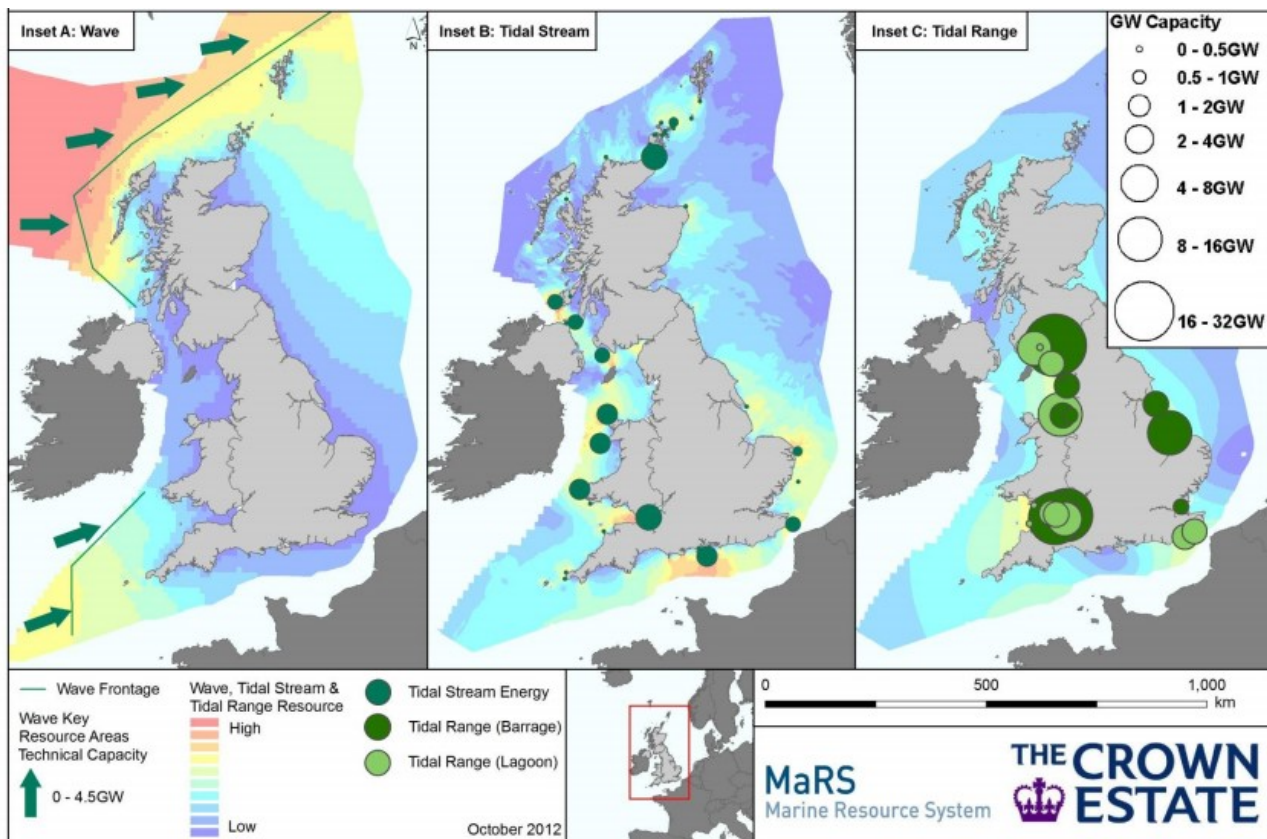 Inset A: Wave
N
Inset B: Tidal Stream
Inset C: Tidal Range
GW Capacity
0 - 0.5GW
0.5 - 1GW
1 - 2GW
2 - 4GW
4 - 8GW
8 - 16GW
16 - 32GW
Wave Frontage
Wave Key
Resource Areas
Technical Capacity
0 - 4.5GW
Wave, Tidal Stream &
Tidal Range Resource
High
Low
Tidal Stream Energy
Tidal Range (Barrage)
Tidal Range (Lagoon)
October 2012
0 500 1,000
km
MaRS
Marine Resource System
THE CROWN
ESTATE